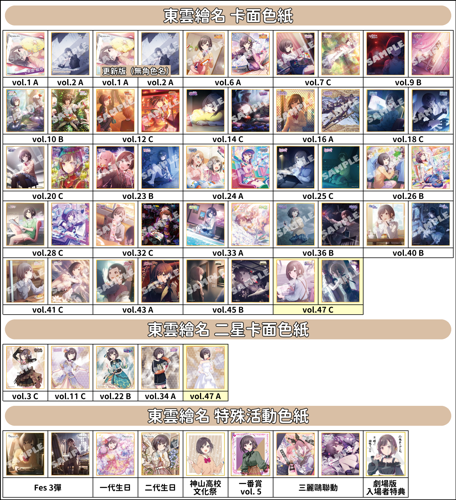 東雲繪名 卡面色紙
更新版（無角色名）
vol.1 A vol.2 A vol.1 A vol.2 A vol.6 A vol.7 C vol.9 B
SAMPLE
vol.10 B vol.12 C vol.14 C vol.16 A vol.18 C
vol.20 C vol.23 B vol.24 A vol.25 C vol.26 B
vol.28 C vol.32 C vol.33 A vol.38 B vol.40 B
vol.41 C vol.43 A vol.45 B vol.47 C
東雲繪名 二星卡面色紙
vol.3 C vol.11 C vol.22 B vol.34 A vol.47 A
東雲繪名 特殊活動色紙
Fes 3彈 一代生日 二代生日 神山高校 一番賞 三麗鷗聯動 劇場版
文化祭 vol. 5 入場者特典